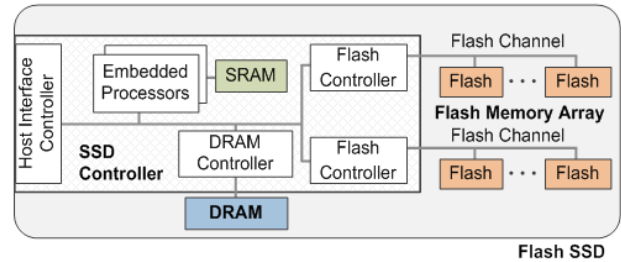 Host Interface
Controller
Embedded
Processors
SRAM
SSD
Controller
DRAM
Controller
DRAM
Flash
Controller
Flash
Controller
Flash Channel
Flash ··· Flash
Flash Memory Array
Flash Channel
Flash ··· Flash
Flash SSD